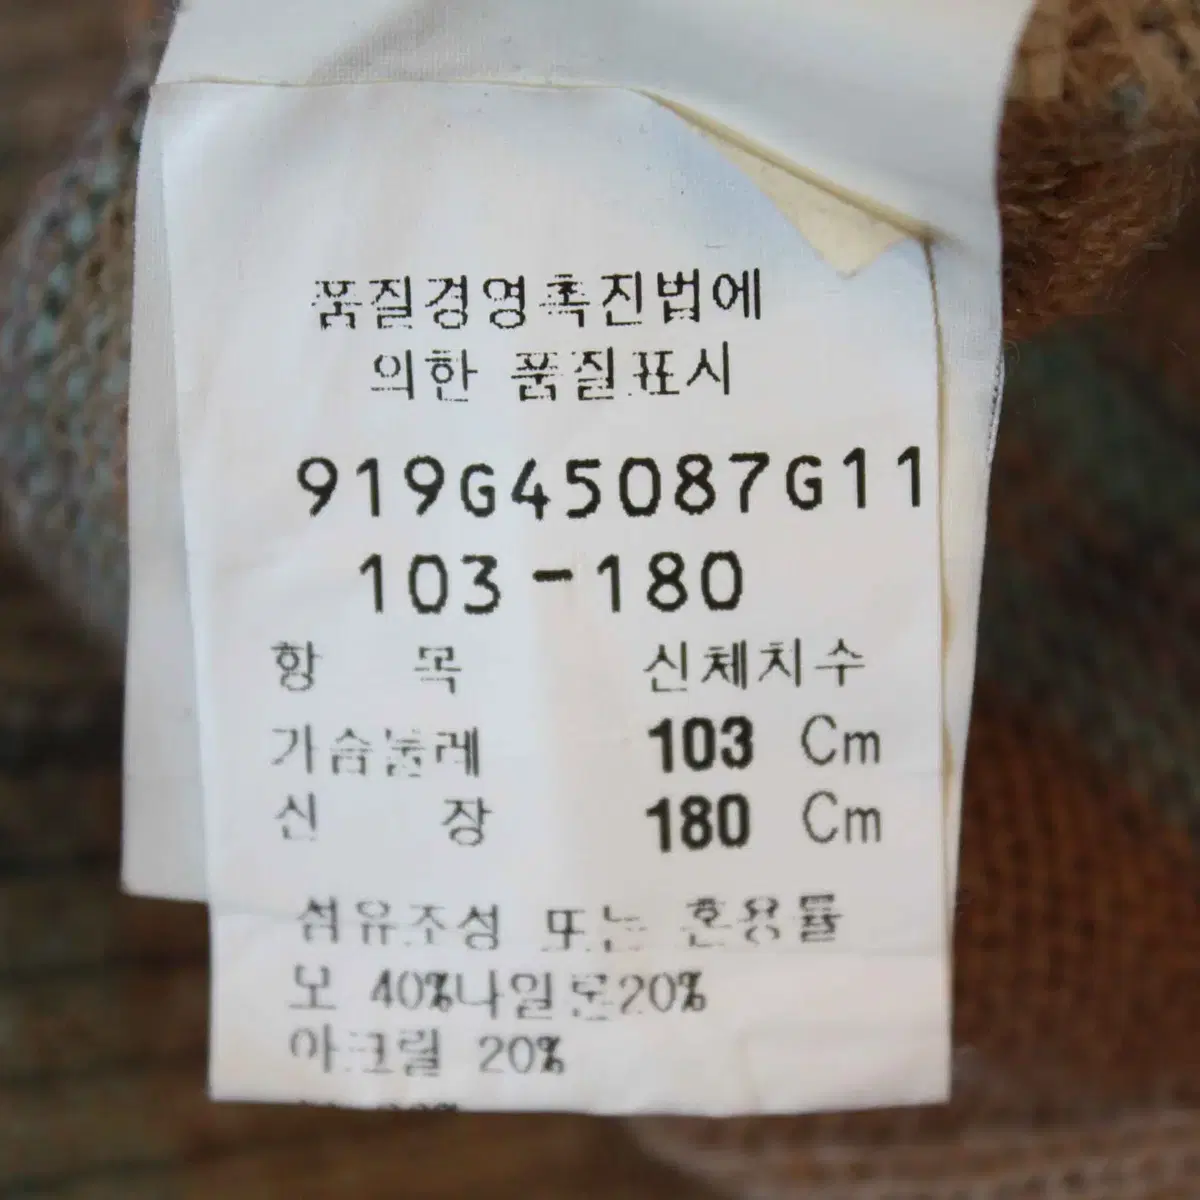 품질경영촉진법에
의한 품질표시
919G45087G11
103-180
항 목 신체치수
가슴둘레 103 Cm
신 장 180 Cm
섬유조성 또는 혼용률
모 40%나일론20%
아크릴 20%